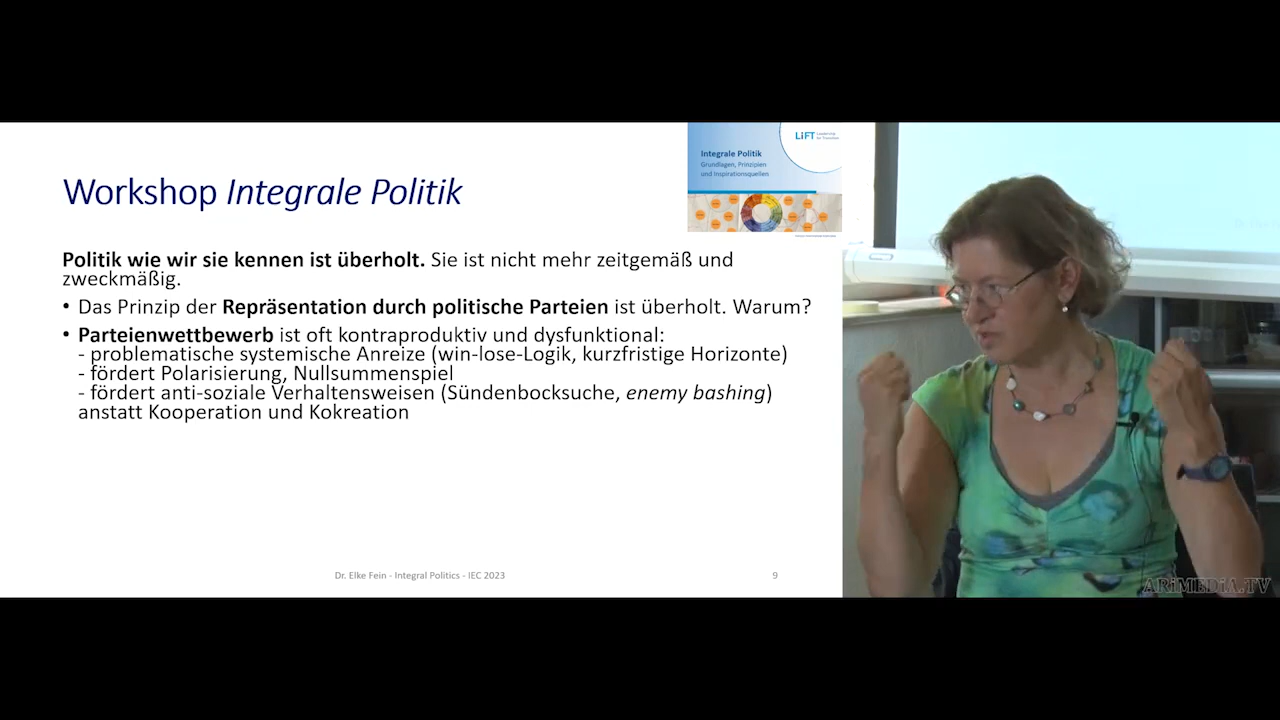 Workshop Integrale Politik
LiFT Leadership
for Transition
Integrale Politik
Grundlagen, Prinzipien
und Inspirationsquellen
Politik wie wir sie kennen ist überholt. Sie ist nicht mehr zeitgemäß und
zweckmäßig.
• Das Prinzip der Repräsentation durch politische Parteien ist überholt. Warum?
• Parteienwettbewerb ist oft kontraproduktiv und dysfunktional:
- problematische systemische Anreize (win-lose-Logik, kurzfristige Horizonte)
- fördert Polarisierung, Nullsummenspiel
- fördert anti-soziale Verhaltensweisen (Sündenbocksuche, enemy bashing)
anstatt Kooperation und Kokreation
Dr. Elke Fein - Integral Politics - IEC 2023
9
ARiMEDiA.TV